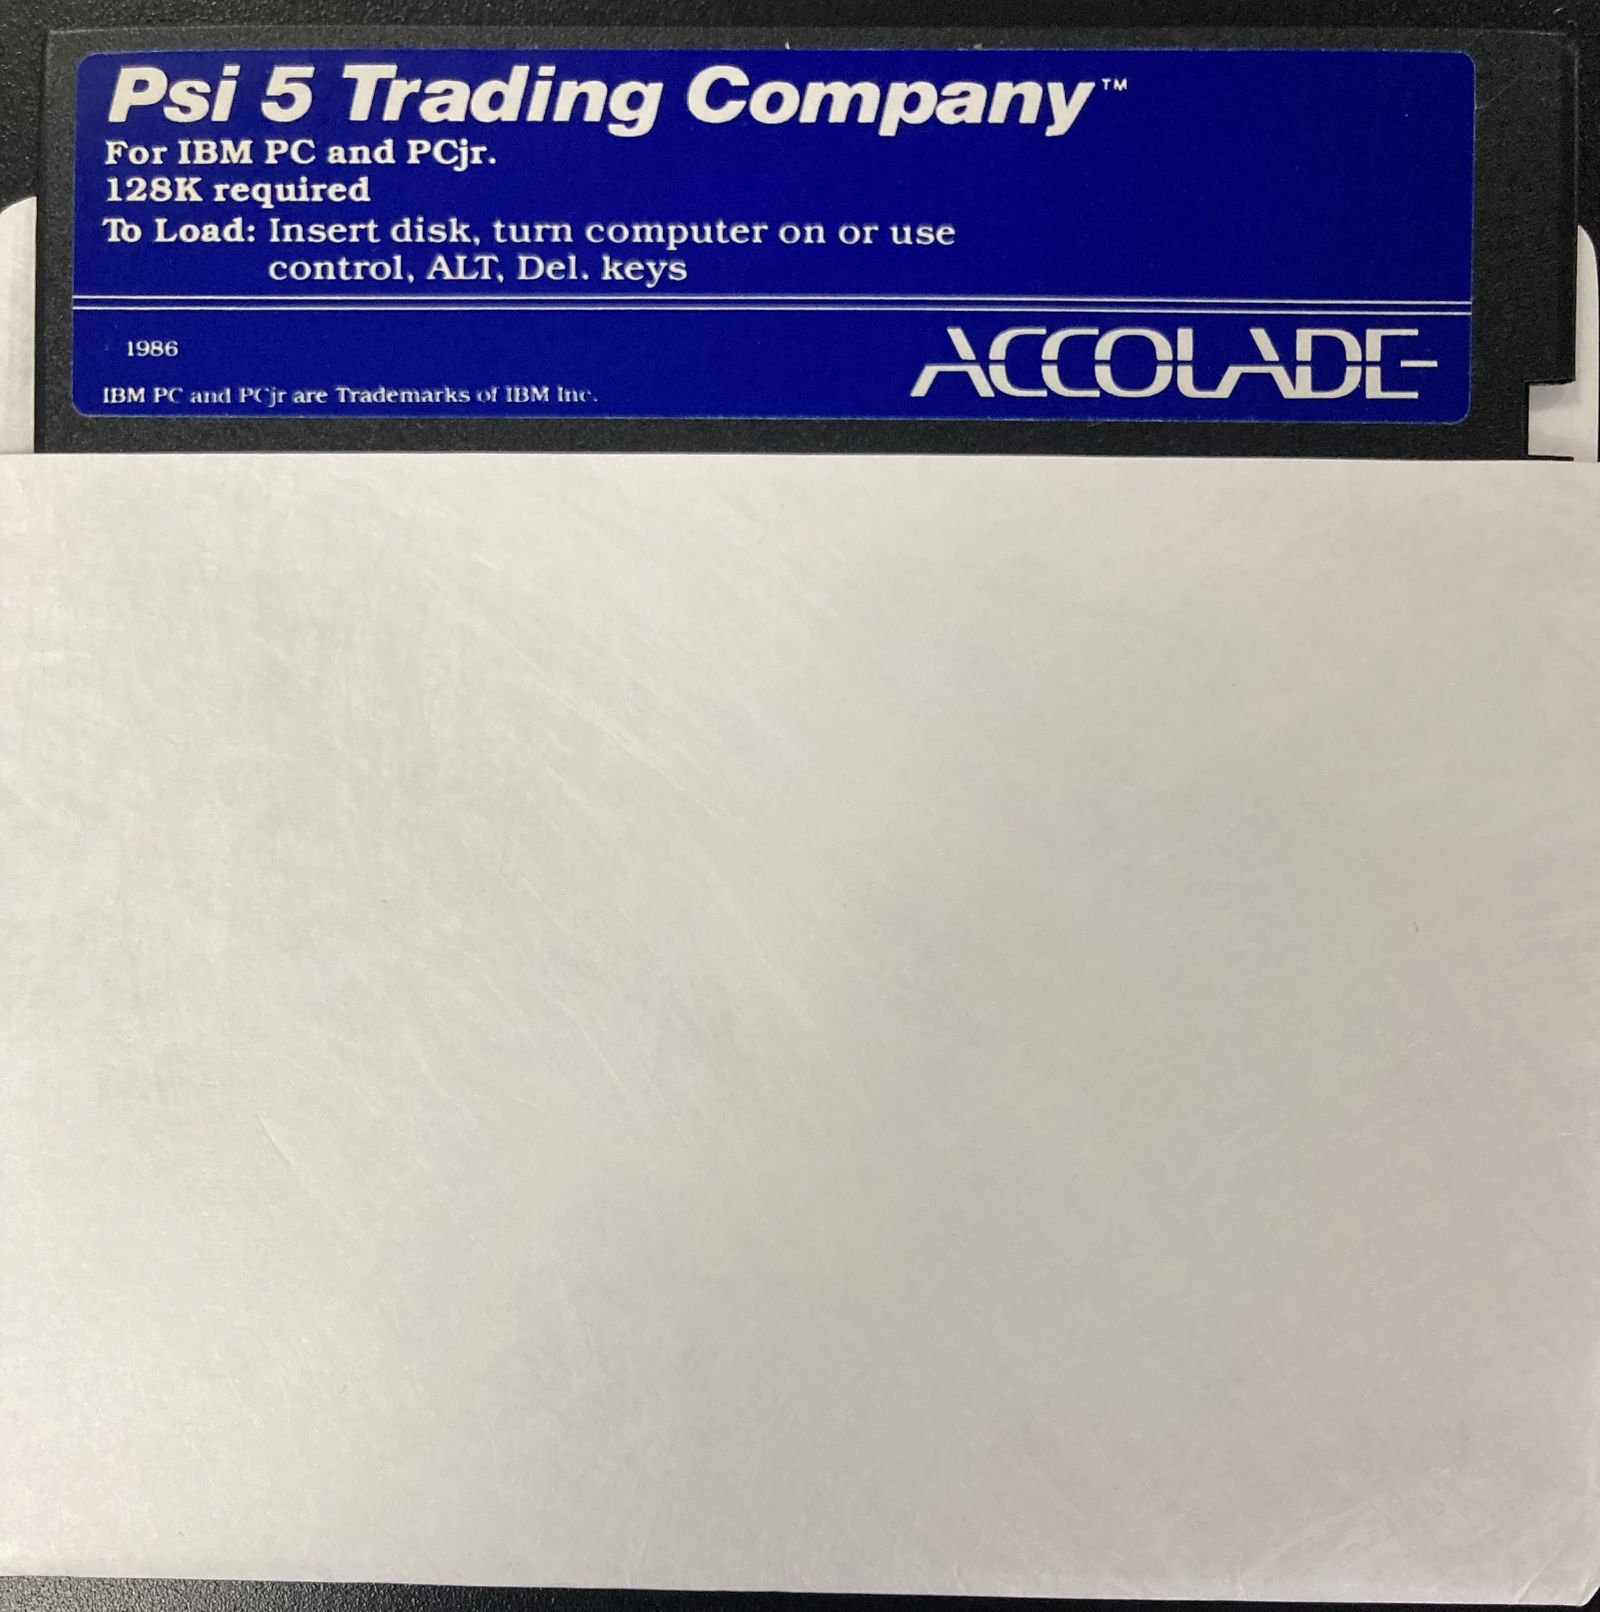 Psi 5 Trading Company™
For IBM PC and PCjr.
128K required
To Load: Insert disk, turn computer on or use
control, ALT, Del. keys
1986
ACCOLADE
IBM PC and PCjr are Trademarks of IBM Inc.